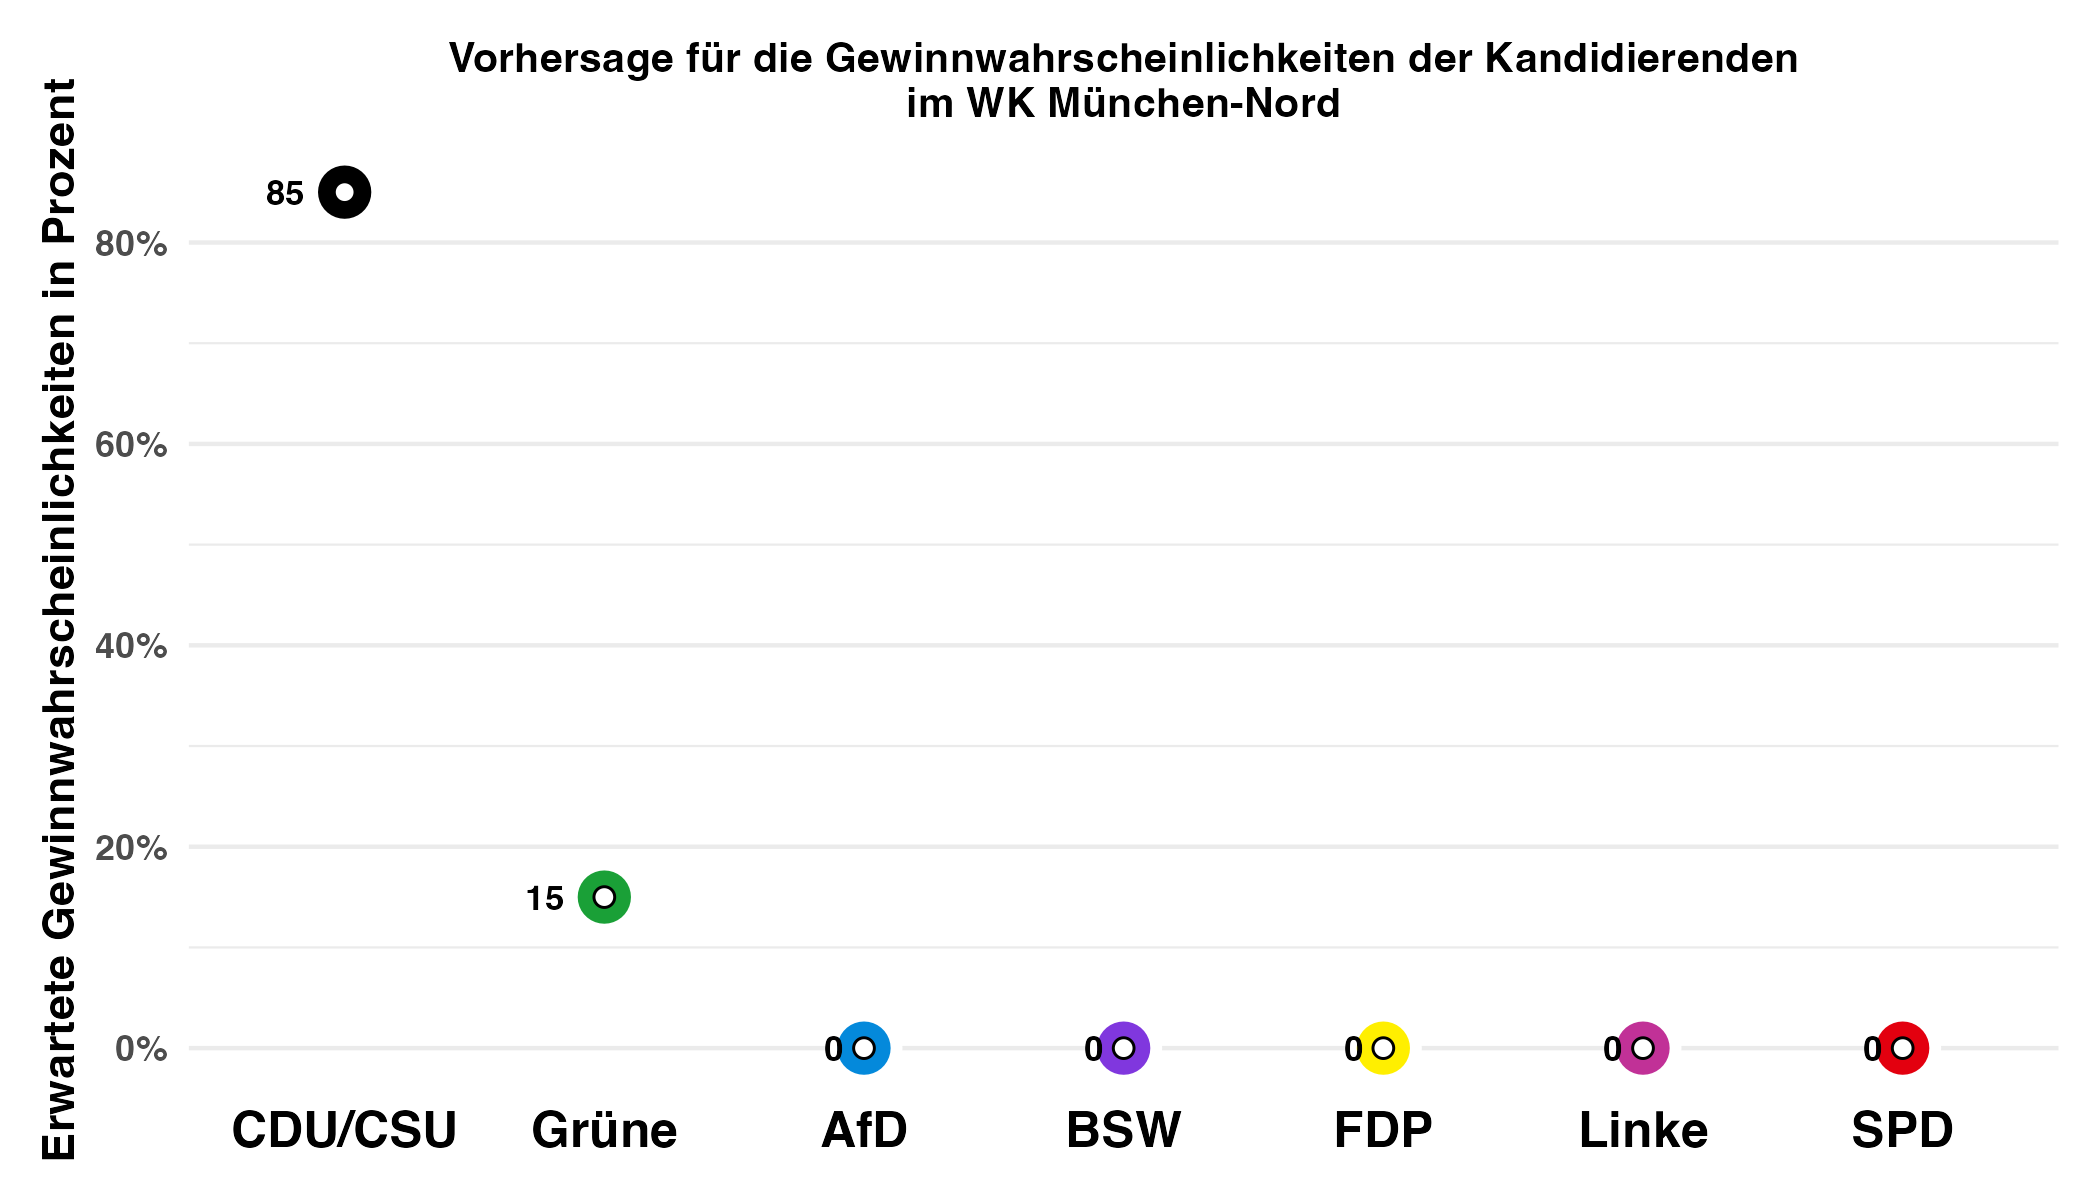 Vorhersage für die Gewinnwahrscheinlichkeiten der Kandidierenden
im WK München-Nord
Erwartete Gewinnwahrscheinlichkeiten in Prozent
80%
60%
40%
20%
0%
85
15
0
0
0
0
0
CDU/CSU
Grüne
AfD
BSW
FDP
Linke
SPD